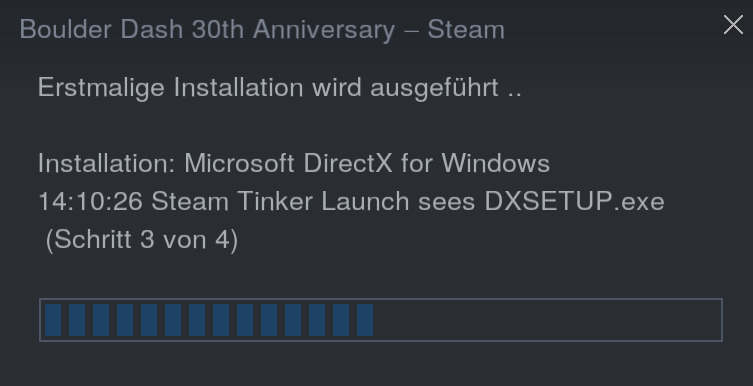 Boulder Dash 30th Anniversary – Steam
Erstmalige Installation wird ausgeführt ..
Installation: Microsoft DirectX for Windows
14:10:26 Steam Tinker Launch sees DXSETUP.exe
(Schritt 3 von 4)